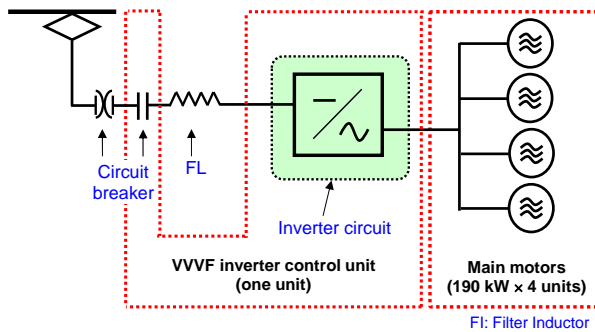 Circuit
breaker
FL
Inverter circuit
VVVF inverter control unit
(one unit)
Main motors
(190 kW × 4 units)
FI: Filter Inductor